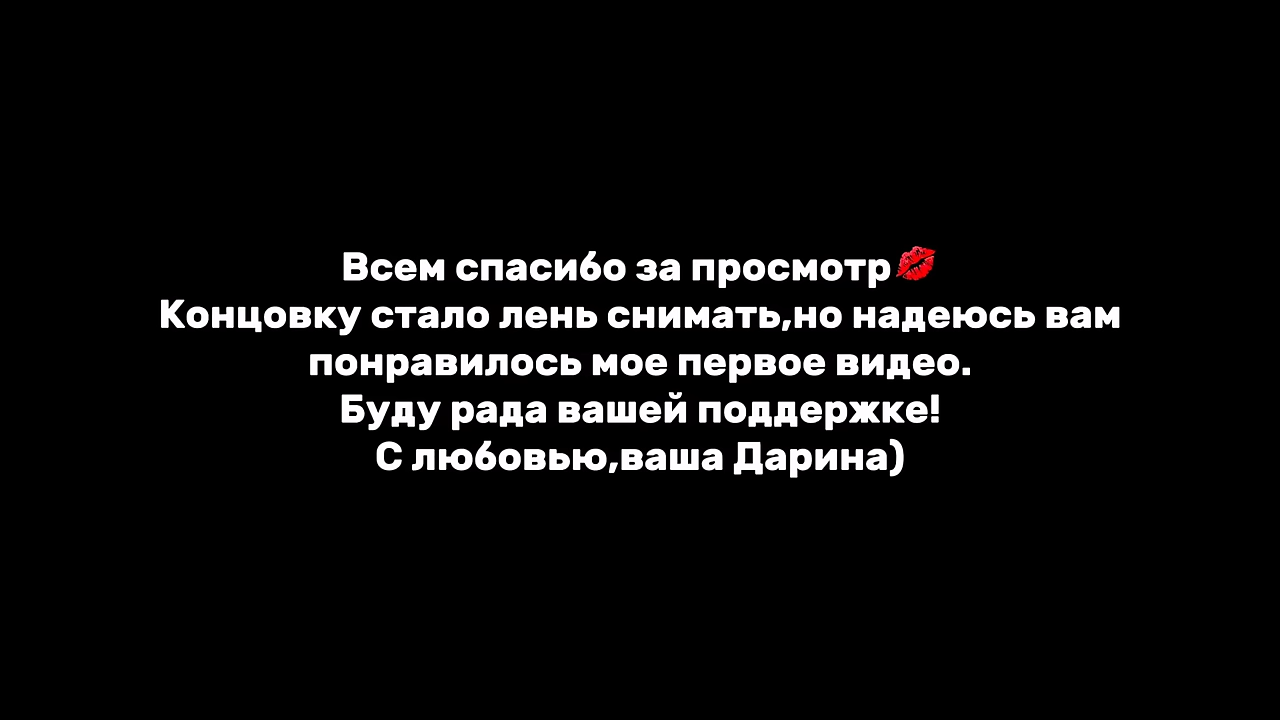 Всем спасибо за просмотр💋
Концовку стало лень снимать,но надеюсь вам
понравилось мое первое видео.
Буду рада вашей поддержке!
С любовью,ваша Дарина)